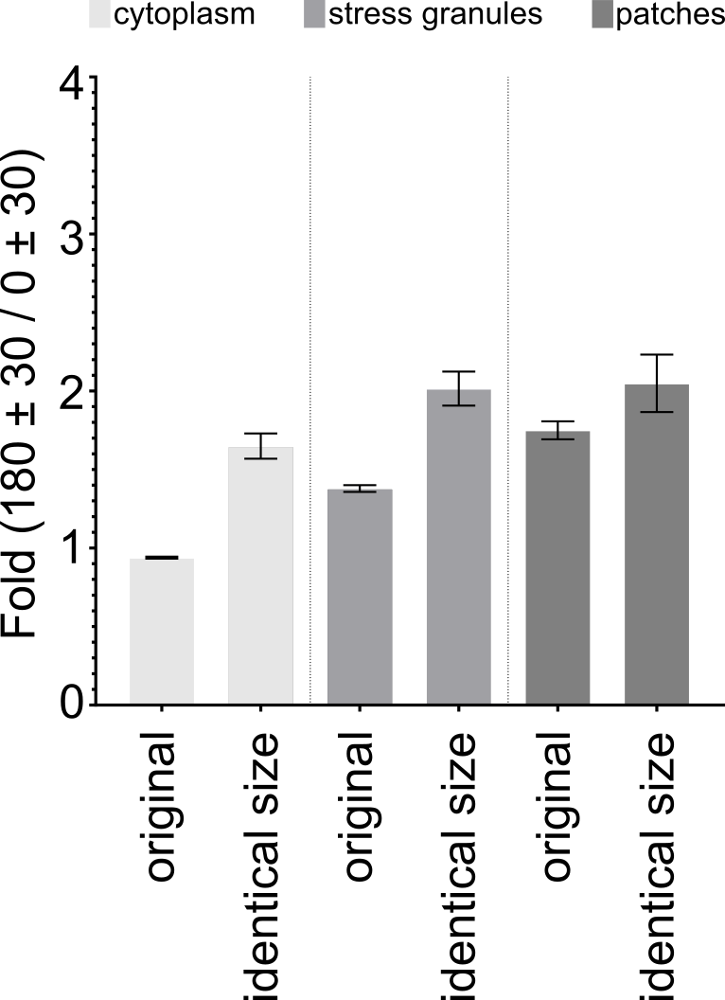 cytoplasm stress granules patches
Fold (180 ± 30 / 0 ± 30)
4
3
2
1
0
original
identical size
original
identical size
original
identical size